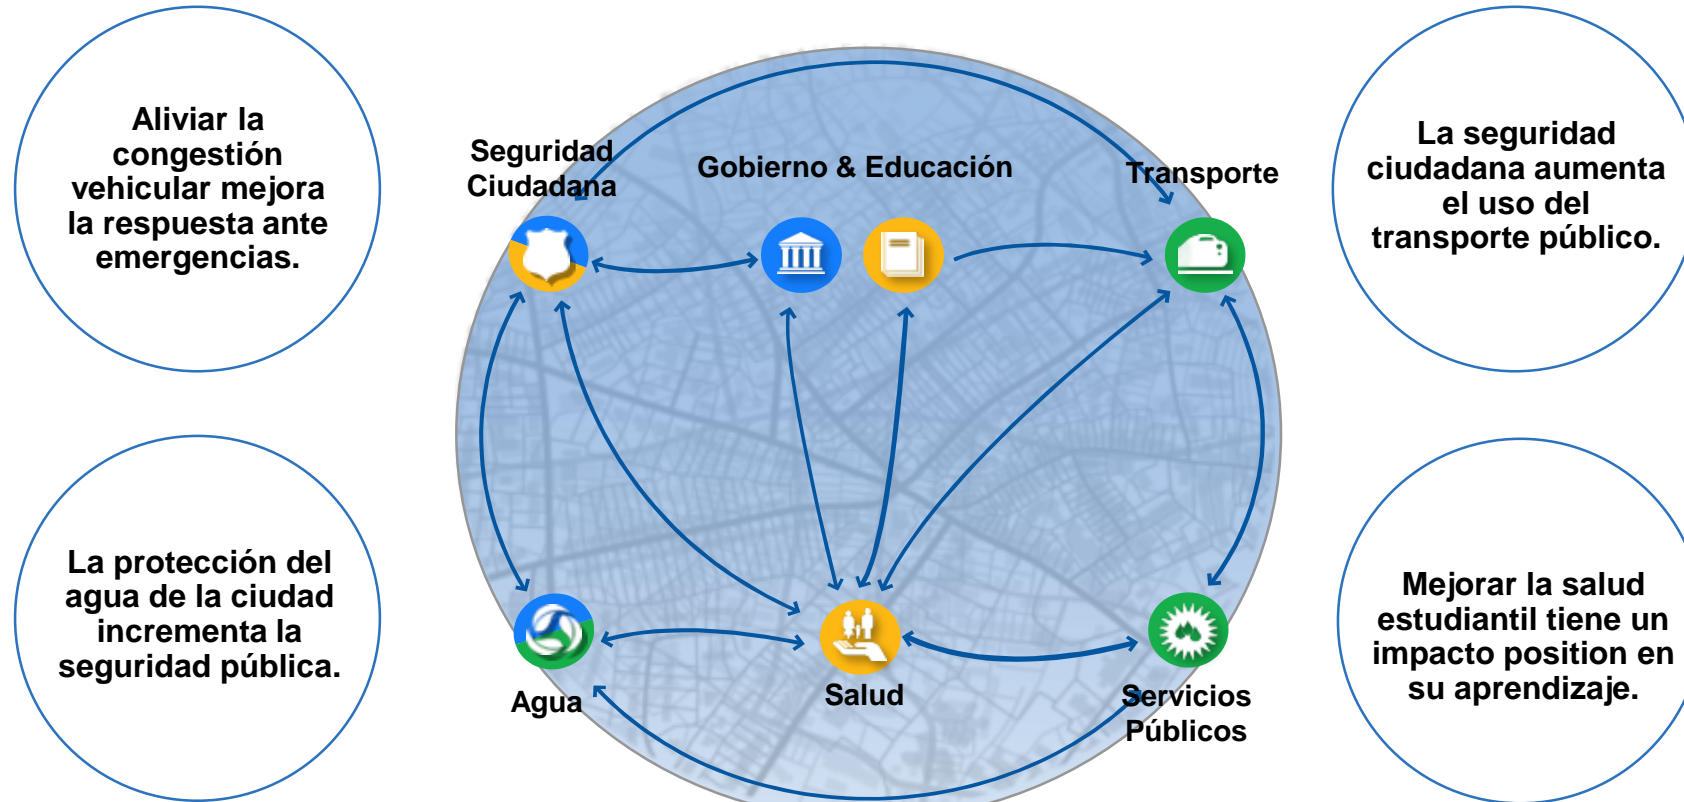 Aliviar la
congestión
vehicular mejora
la respuesta ante
emergencias.
La protección del
agua de la ciudad
incrementa la
seguridad pública.
Seguridad
Ciudadana
Gobierno & Educación
Transporte
Agua
Salud
Servicios
Públicos
La seguridad
ciudadana aumenta
el uso del
transporte público.
Mejorar la salud
estudiantil tiene un
impacto position en
su aprendizaje.